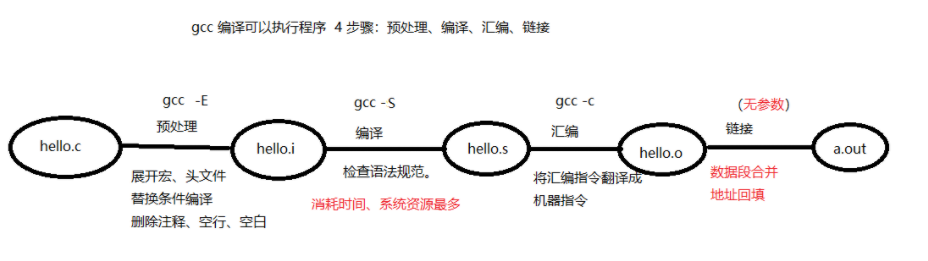 gcc 编译可以执行程序 4 步骤：预处理、编译、汇编、链接
gcc -E
gcc -S
gcc -c
（无参数）
预处理
编译
汇编
链接
hello.c
hello.i
hello.s
hello.o
a.out
展开宏、头文件
替换条件编译
删除注释、空行、空白
检查语法规范。
消耗时间、系统资源最多
将汇编指令翻译成
机器指令
数据段合并
地址回填